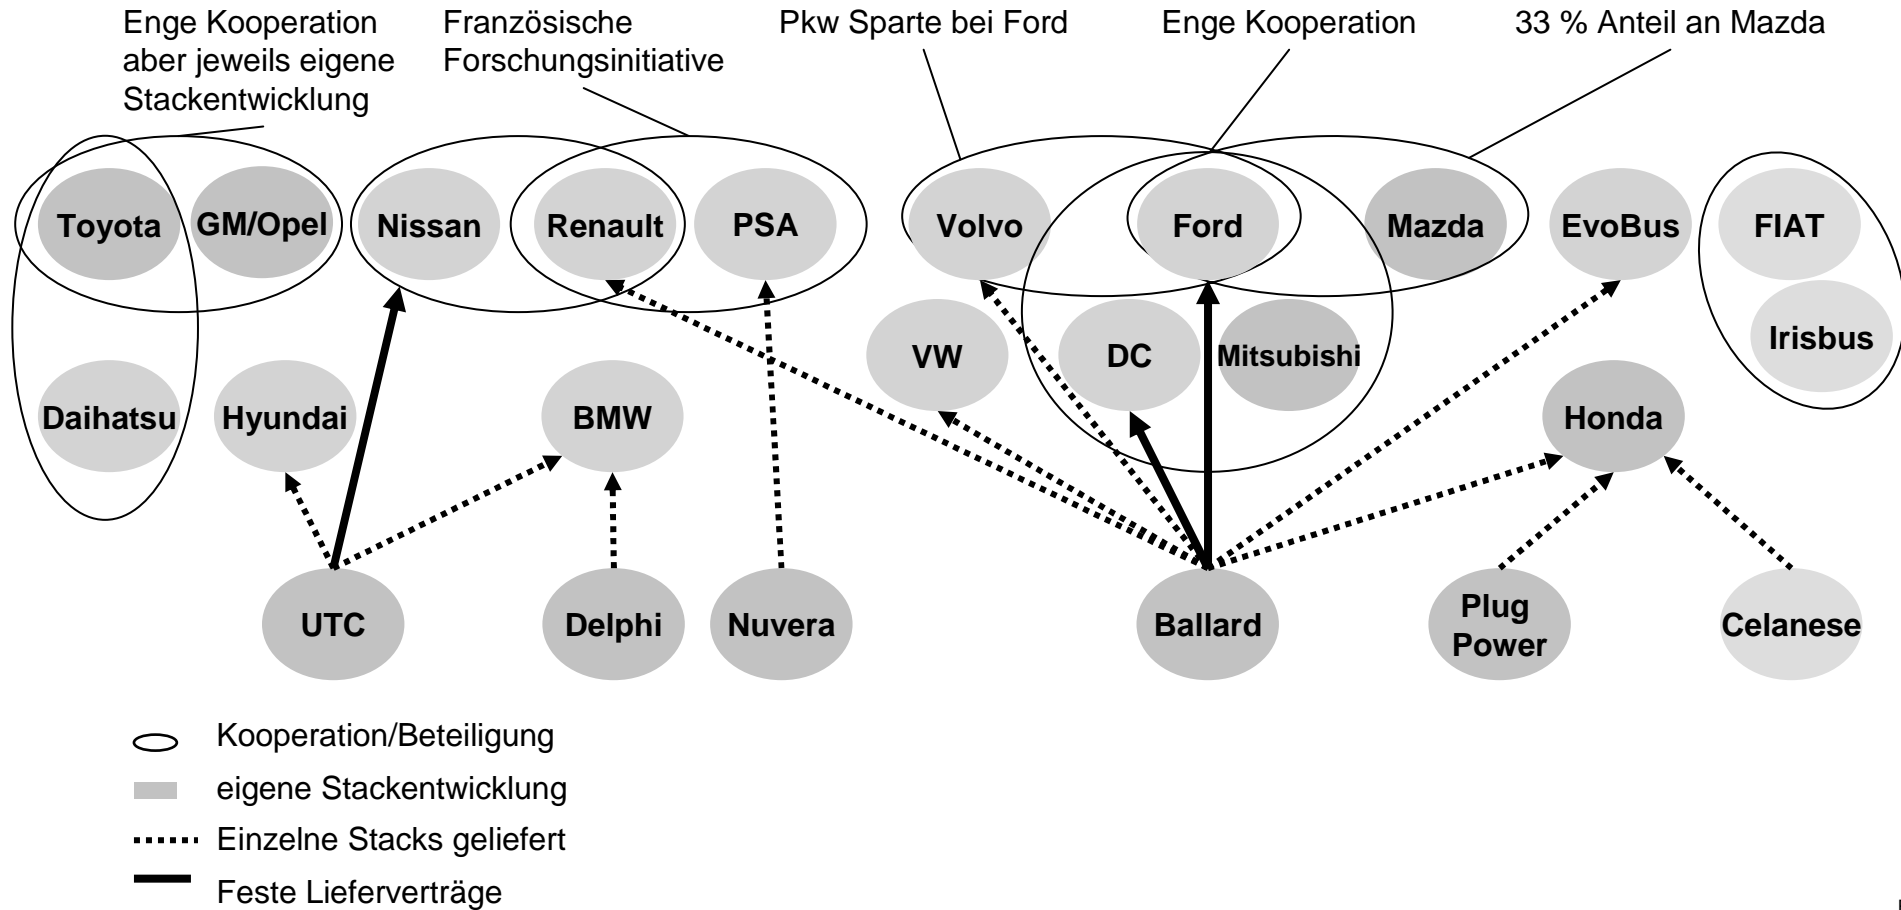 Enge Kooperation
aber jeweils eigene
Stackentwicklung
Französische
Forschungsinitiative
Pkw Sparte bei Ford
Enge Kooperation
33 % Anteil an Mazda
Toyota
GM/Opel
Nissan
Renault
PSA
Volvo
Ford
Mazda
EvoBus
FIAT
VW
DC
Mitsubishi
Irisbus
Daihatsu
Hyundai
BMW
Honda
UTC
Delphi
Nuvera
Ballard
Plug
Power
Celanese
Kooperation/Beteiligung
eigene Stackentwicklung
Einzelne Stacks geliefert
Feste Lieferverträge